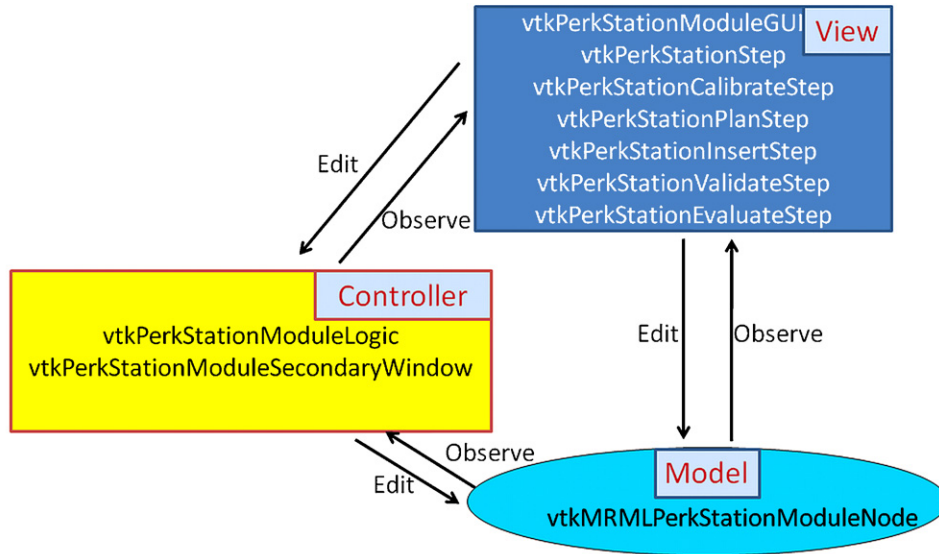 vtkPerkStationModuleGUI
View
vtkPerkStationStep
vtkPerkStationCalibrateStep
vtkPerkStationPlanStep
vtkPerkStationInsertStep
vtkPerkStationValidateStep
vtkPerkStationEvaluateStep
Edit
Observe
Controller
vtkPerkStationModuleLogic
vtkPerkStationModuleSecondaryWindow
Edit
Observe
Observe
Edit
Model
vtkMRMLPerkStationModuleNode